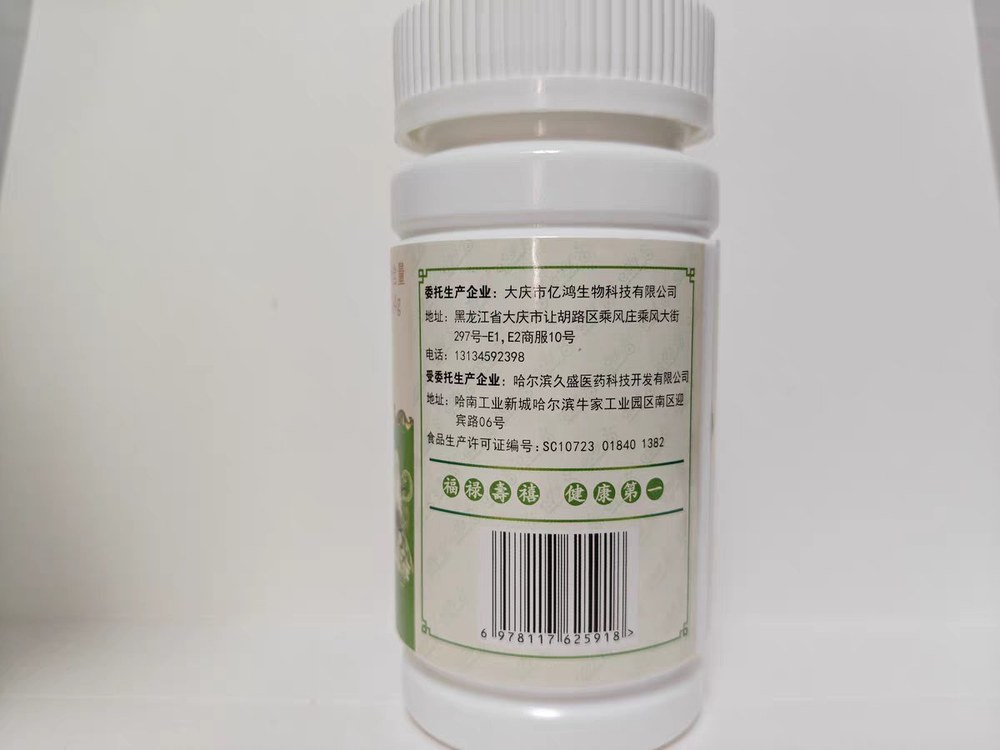 委托生产企业：大庆市亿鸿生物科技有限公司
地址：黑龙江省大庆市让胡路区乘风庄乘风大街
297号-E1,E2商服10号
电话：13134592398
受委托生产企业：哈尔滨久盛医药科技开发有限公司
地址：哈南工业新城哈尔滨牛家工业园区南区迎
宾路06号
食品生产许可证编号:SC10723 01840 1382
福禄壽禧 健康第一
6 978117 625918 >